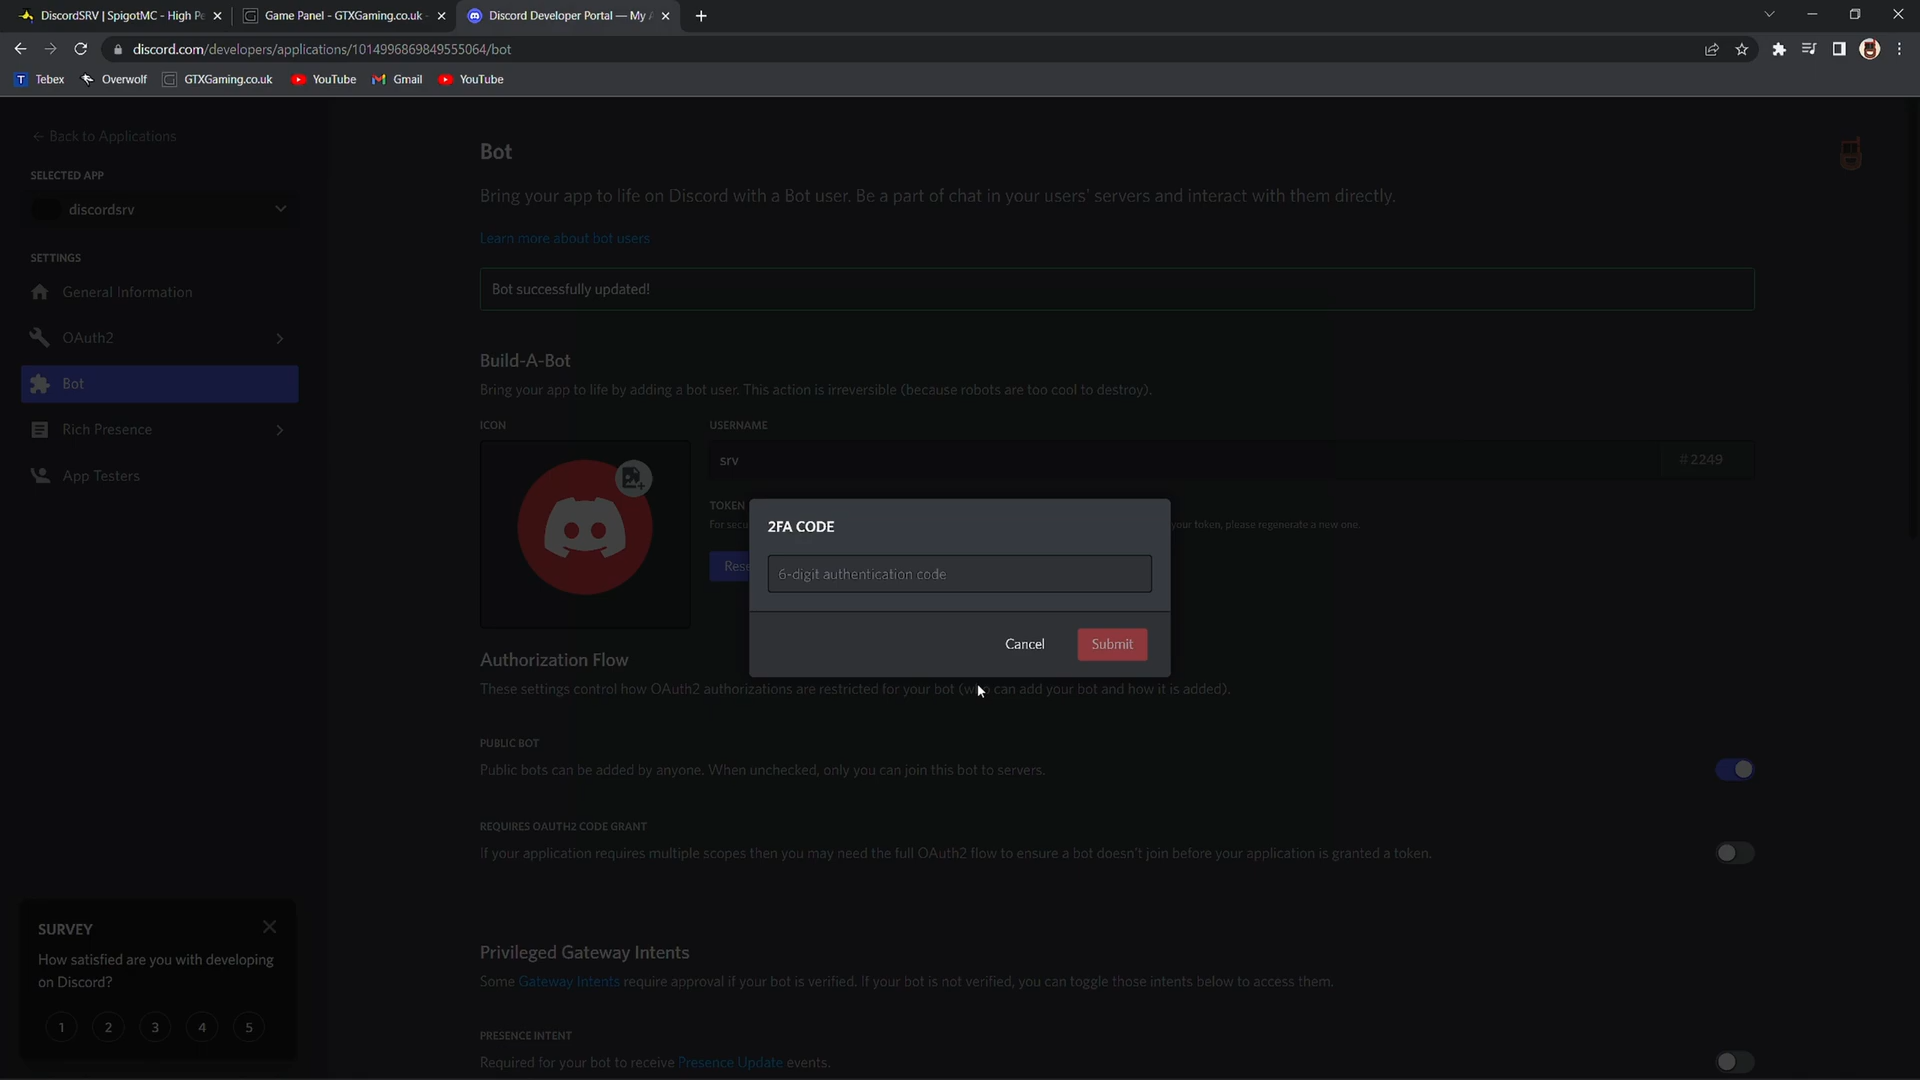 DiscordSRV | SpigotMC - High Pe
Game Panel - GTXGaming.co.uk -
Discord Developer Portal — My A
discord.com/developers/applications/1014996869849555064/bot
Tebex
Overwolf
GTXGaming.co.uk
YouTube
Gmail
YouTube
← Back to Applications
SELECTED APP
discordsrv
SETTINGS
General Information
OAuth2
Bot
Rich Presence
App Testers
SURVEY
How satisfied are you with developing
on Discord?
1 2 3 4 5
Bot
Bring your app to life on Discord with a Bot user. Be a part of chat in your users' servers and interact with them directly.
Learn more about bot users
Bot successfully updated!
Build-A-Bot
Bring your app to life by adding a bot user. This action is irreversible (because robots are too cool to destroy).
ICON
USERNAME
srv
#2249
TOKEN
For secu
your token, please regenerate a new one.
Rese
2FA CODE
6-digit authentication code
Cancel
Submit
Authorization Flow
These settings control how OAuth2 authorizations are restricted for your bot (who can add your bot and how it is added).
PUBLIC BOT
Public bots can be added by anyone. When unchecked, only you can join this bot to servers.
REQUIRES OAUTH2 CODE GRANT
If your application requires multiple scopes then you may need the full OAuth2 flow to ensure a bot doesn't join before your application is granted a token.
Privileged Gateway Intents
Some Gateway Intents require approval if your bot is verified. If your bot is not verified, you can toggle those intents below to access them.
PRESENCE INTENT
Required for your bot to receive Presence Update events.